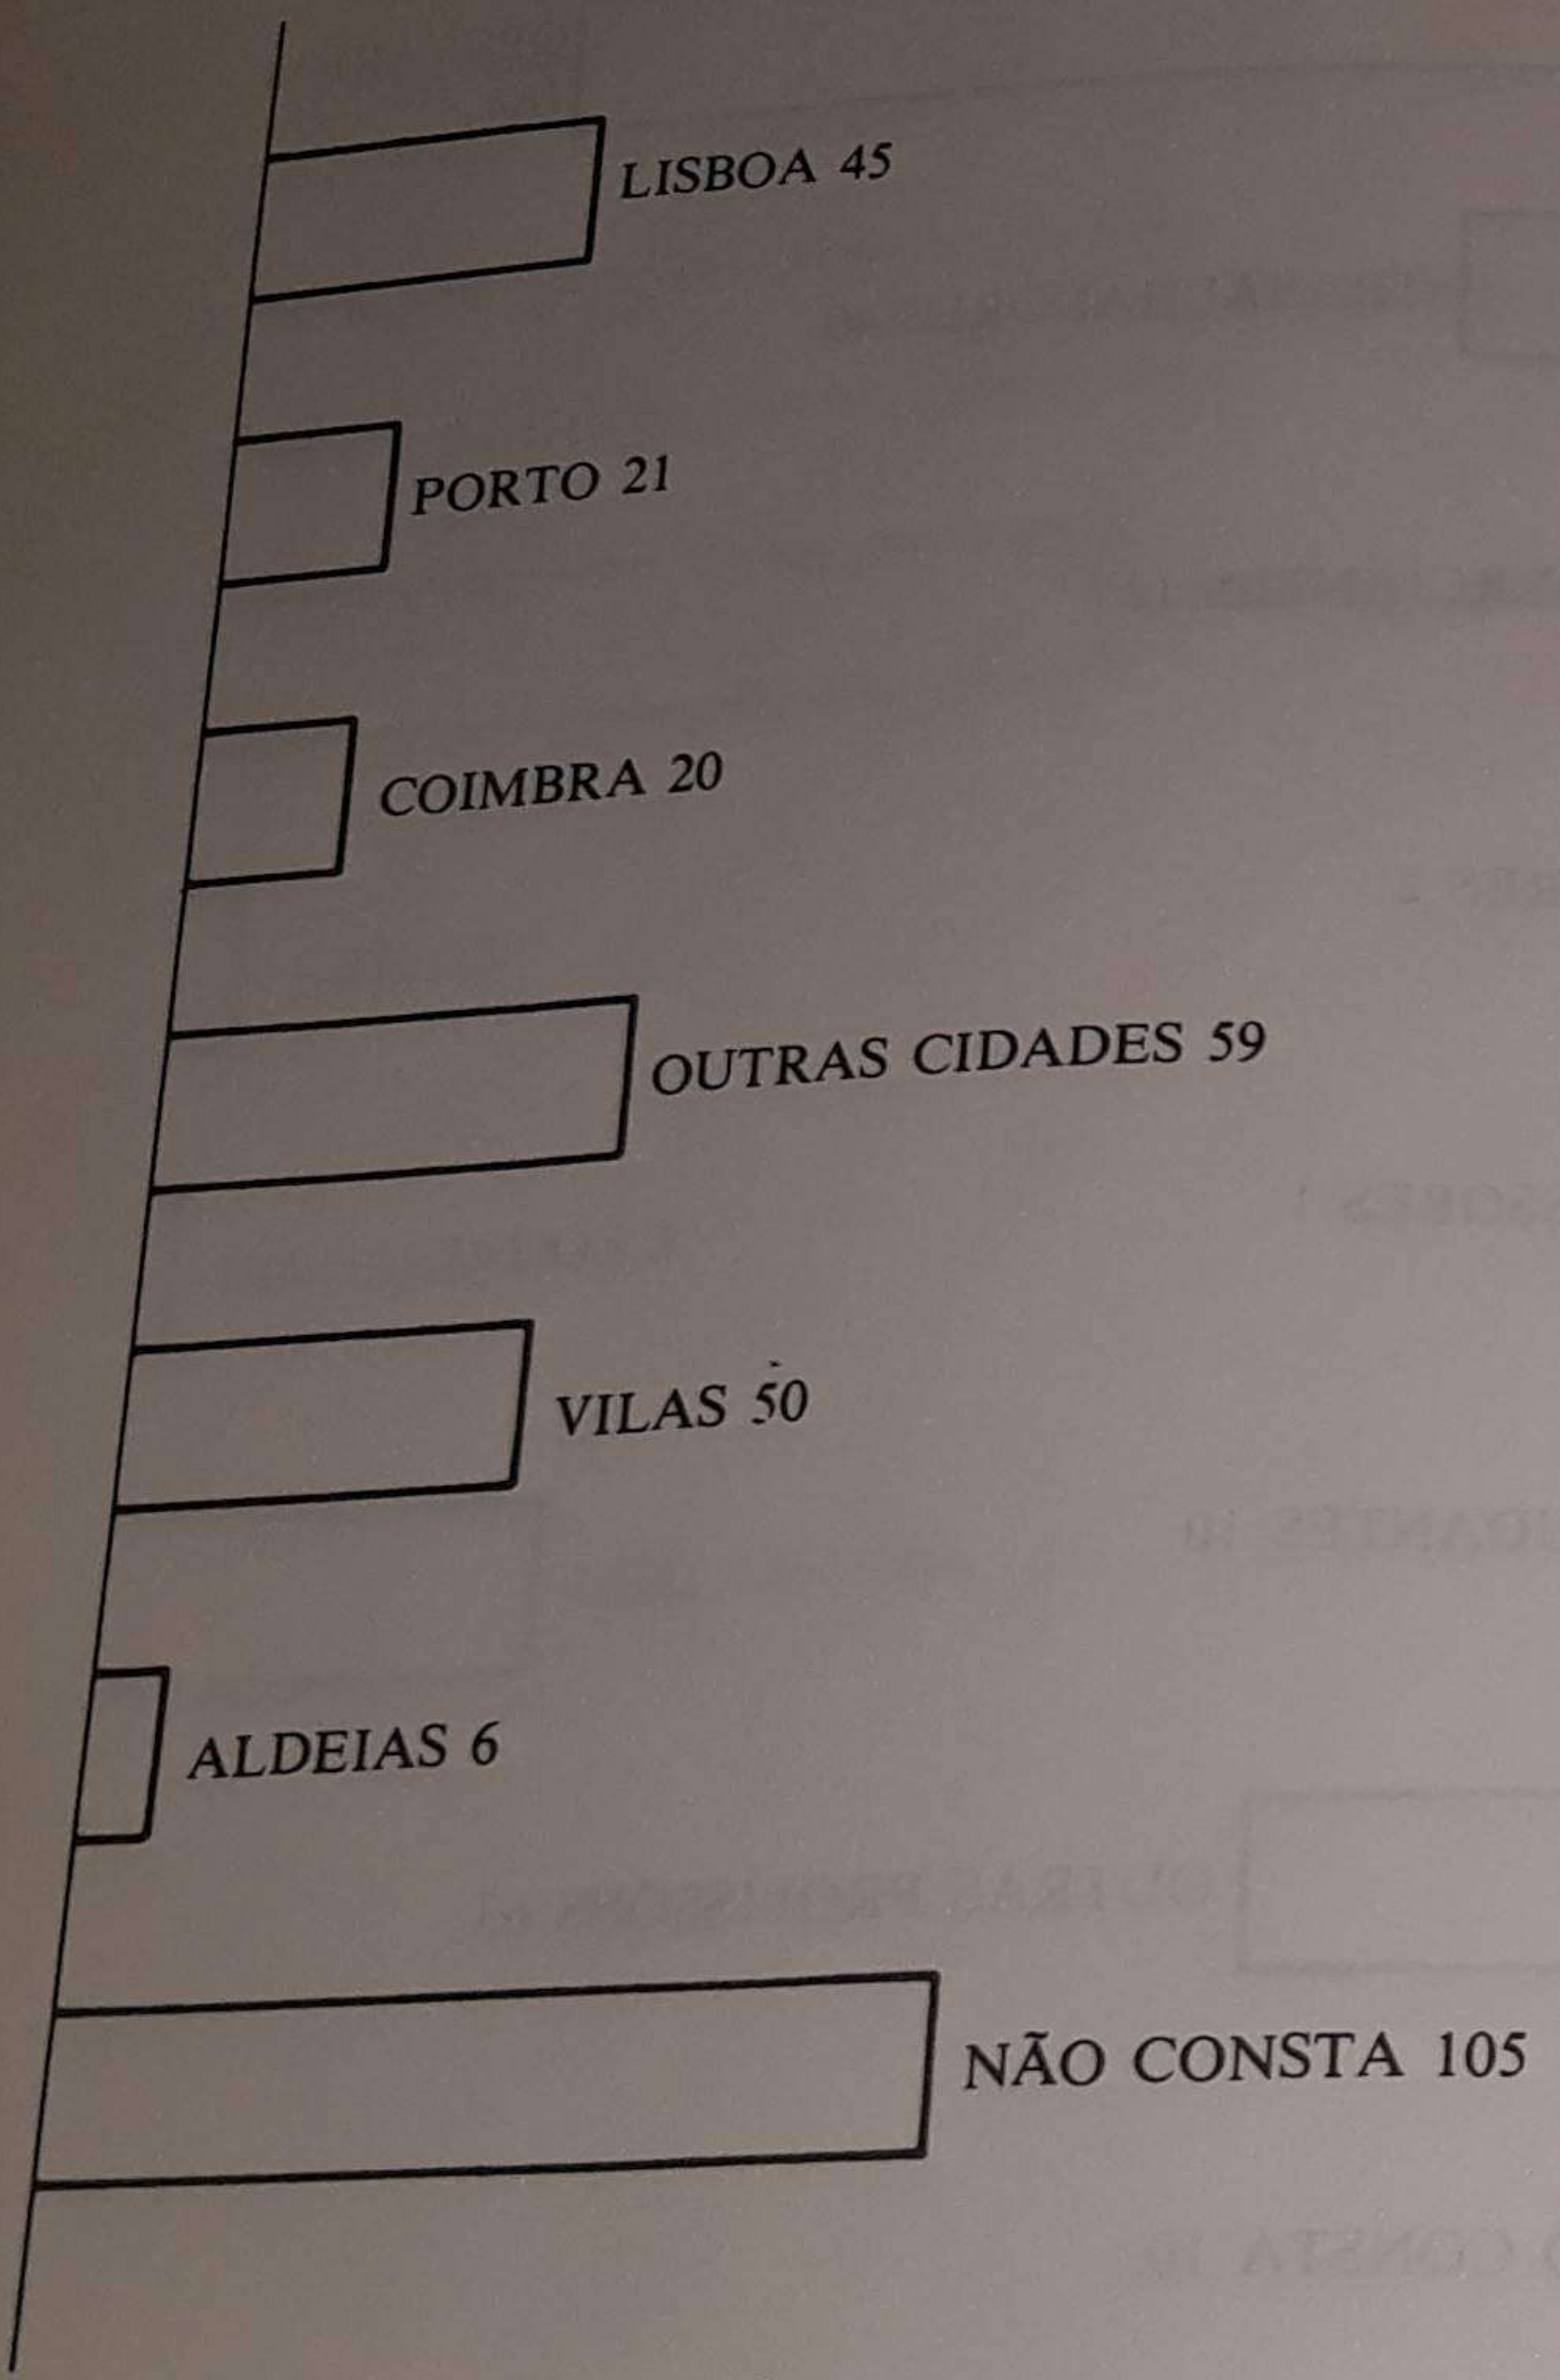 LISBOA 45
PORTO 21
COIMBRA 20
OUTRAS CIDADES 59
VILAS 50
ALDEIAS 6
NÃO CONSTA 105